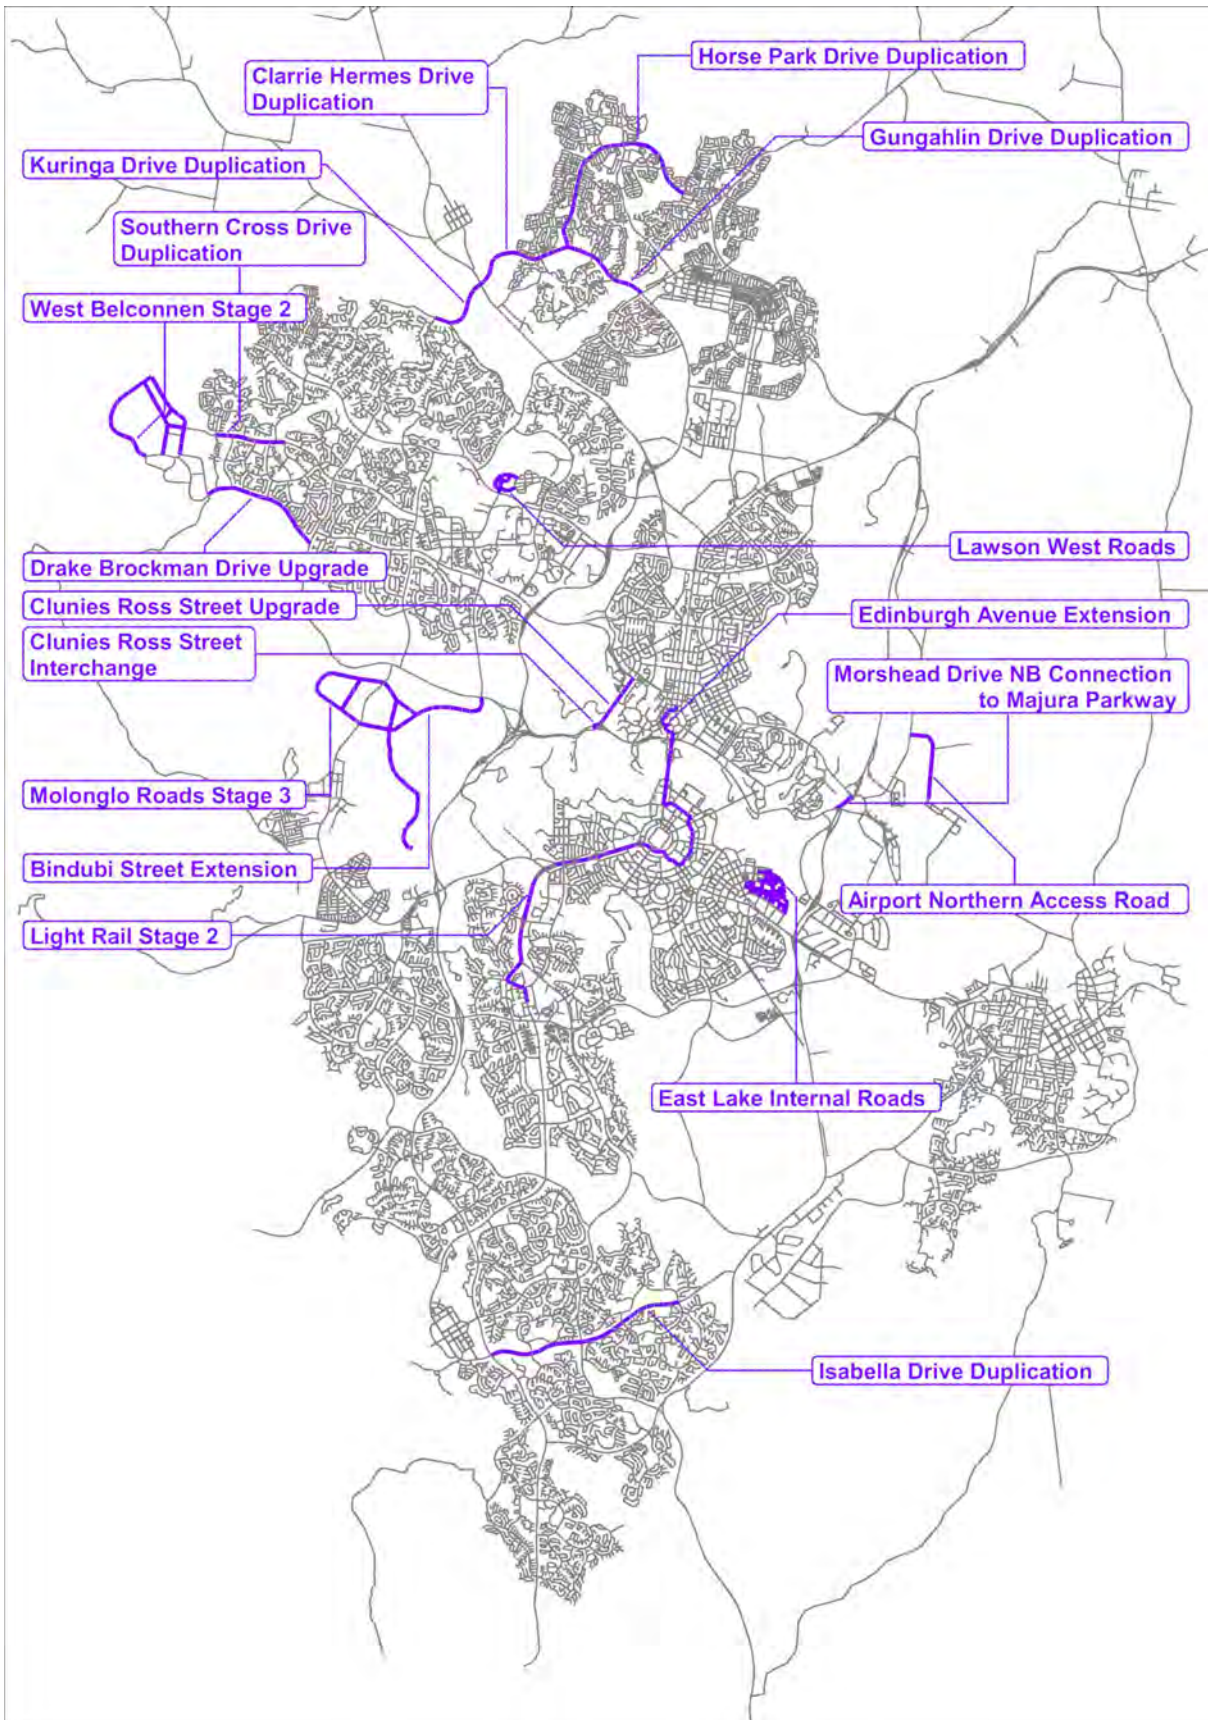 Horse Park Drive Duplication
Clarrie Hermes Drive
Duplication
Gungahlin Drive Duplication
Kuringa Drive Duplication
Southern Cross Drive
Duplication
West Belconnen Stage 2
Lawson West Roads
Drake Brockman Drive Upgrade
Clunies Ross Street Upgrade
Edinburgh Avenue Extension
Clunies Ross Street
Interchange
Morshead Drive NB Connection
to Majura Parkway
Molonglo Roads Stage 3
Bindubi Street Extension
Airport Northern Access Road
Light Rail Stage 2
East Lake Internal Roads
Isabella Drive Duplication